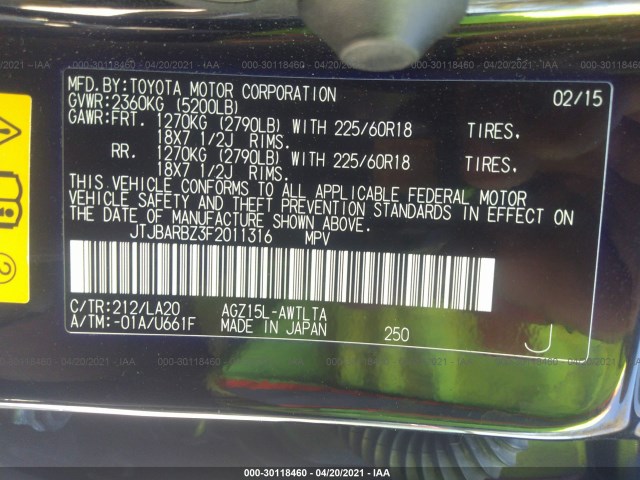 000-30118460 - 04/20/2021 - IAA
MFD.BY:TOYOTA MOTOR CORPORATION 02/15
GVWR:2360KG (5200LB)
GAWR:FRT. 1270KG (2790LB) WITH 225/60R18 TIRES,
18X7 1/2J RIMS.
RR. 1270KG (2790LB) WITH 225/60R18 TIRES,
18X7 1/2J RIMS.
THIS VEHICLE CONFORMS TO ALL APPLICABLE FEDERAL MOTOR
VEHICLE SAFETY AND THEFT PREVENTION STANDARDS IN EFFECT ON
THE DATE OF MANUFACTURE SHOWN ABOVE.
JTJBARBZ3F2011316 MPV
C/TR:212/LA20 AGZ15L-AWTLTA
A/TM:-01A/U661F MADE IN JAPAN 250 J
2
000-30118460 - 04/20/2021 - IAA